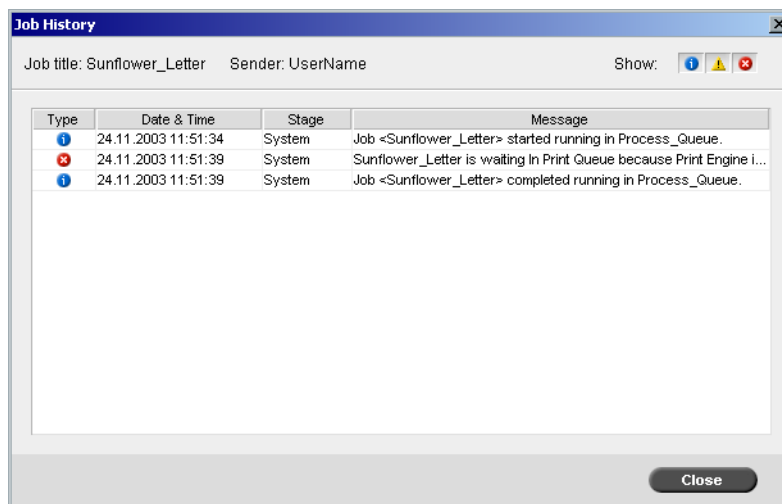 Job History
Job title: Sunflower_Letter Sender: UserName Show:
Type Date & Time Stage Message
24.11.2003 11:51:34 System Job <Sunflower_Letter> started running in Process_Queue.
24.11.2003 11:51:39 System Sunflower_Letter is waiting In Print Queue because Print Engine i...
24.11.2003 11:51:39 System Job <Sunflower_Letter> completed running in Process_Queue.
Close